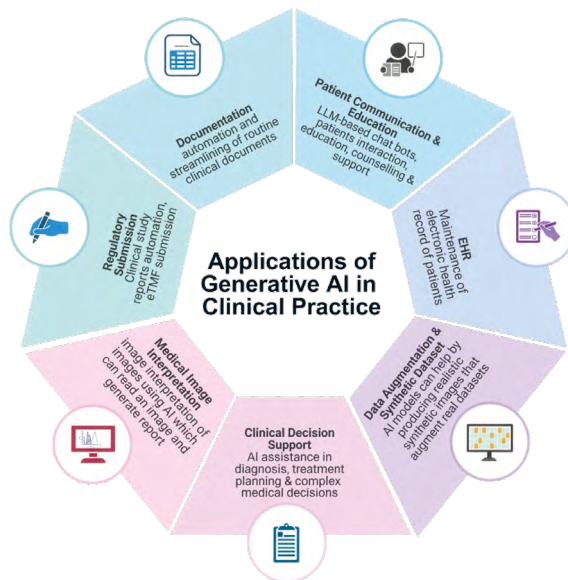 Documentation
automation and
streamlining of routine
clinical documents
Patient Communication &
Education
LLM-based chat bots,
patients interaction,
education, counselling &
support
EHR
Maintenance of
electronic health
record of patients
Data Augmentation &
Synthetic Dataset
AI models can help by
producing realistic
synthetic images that
augment real datasets
Clinical Decision
Support
AI assistance in
diagnosis, treatment
planning & complex
medical decisions
Medical Image
Interpretation
image interpretation of
images using AI which
can read an image and
generate report
Regulatory
Submission
Clinical study
reports automation,
eTMF submission
Applications of
Generative AI in
Clinical Practice